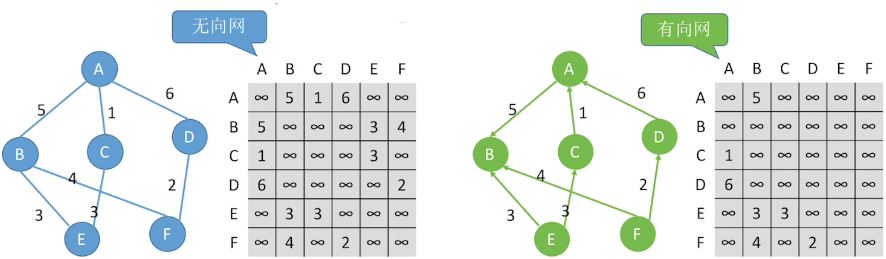 无向网
有向网
A
6
5
1
B
C
D
4
2
3
3
E
F
A B C D E F
A ∞ 5 1 6 ∞ ∞
B 5 ∞ ∞ ∞ 3 4
C 1 ∞ ∞ ∞ 3 ∞
D 6 ∞ ∞ ∞ ∞ 2
E ∞ 3 3 ∞ ∞ ∞
F ∞ 4 ∞ 2 ∞ ∞
A
6
5
1
B
C
D
4
2
3
3
E
F
A B C D E F
A ∞ 5 ∞ ∞ ∞ ∞
B ∞ ∞ ∞ ∞ ∞ ∞
C 1 ∞ ∞ ∞ ∞ ∞
D 6 ∞ ∞ ∞ ∞ ∞
E ∞ 3 3 ∞ ∞ ∞
F ∞ 4 ∞ 2 ∞ ∞